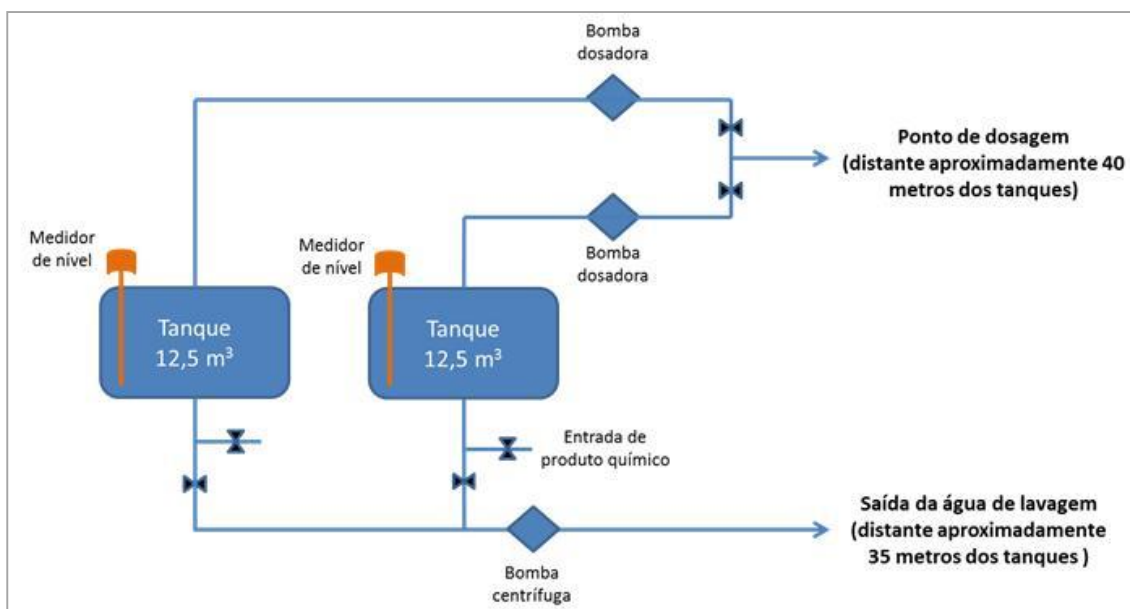 Bomba
dosadora
Ponto de dosagem
(distante aproximadamente 40
metros dos tanques)
Bomba
dosadora
Medidor
de nível
Medidor
de nível
Tanque
12,5 m³
Tanque
12,5 m³
Entrada de
produto químico
Saída da água de lavagem
(distante aproximadamente
35 metros dos tanques )
Bomba
centrífuga